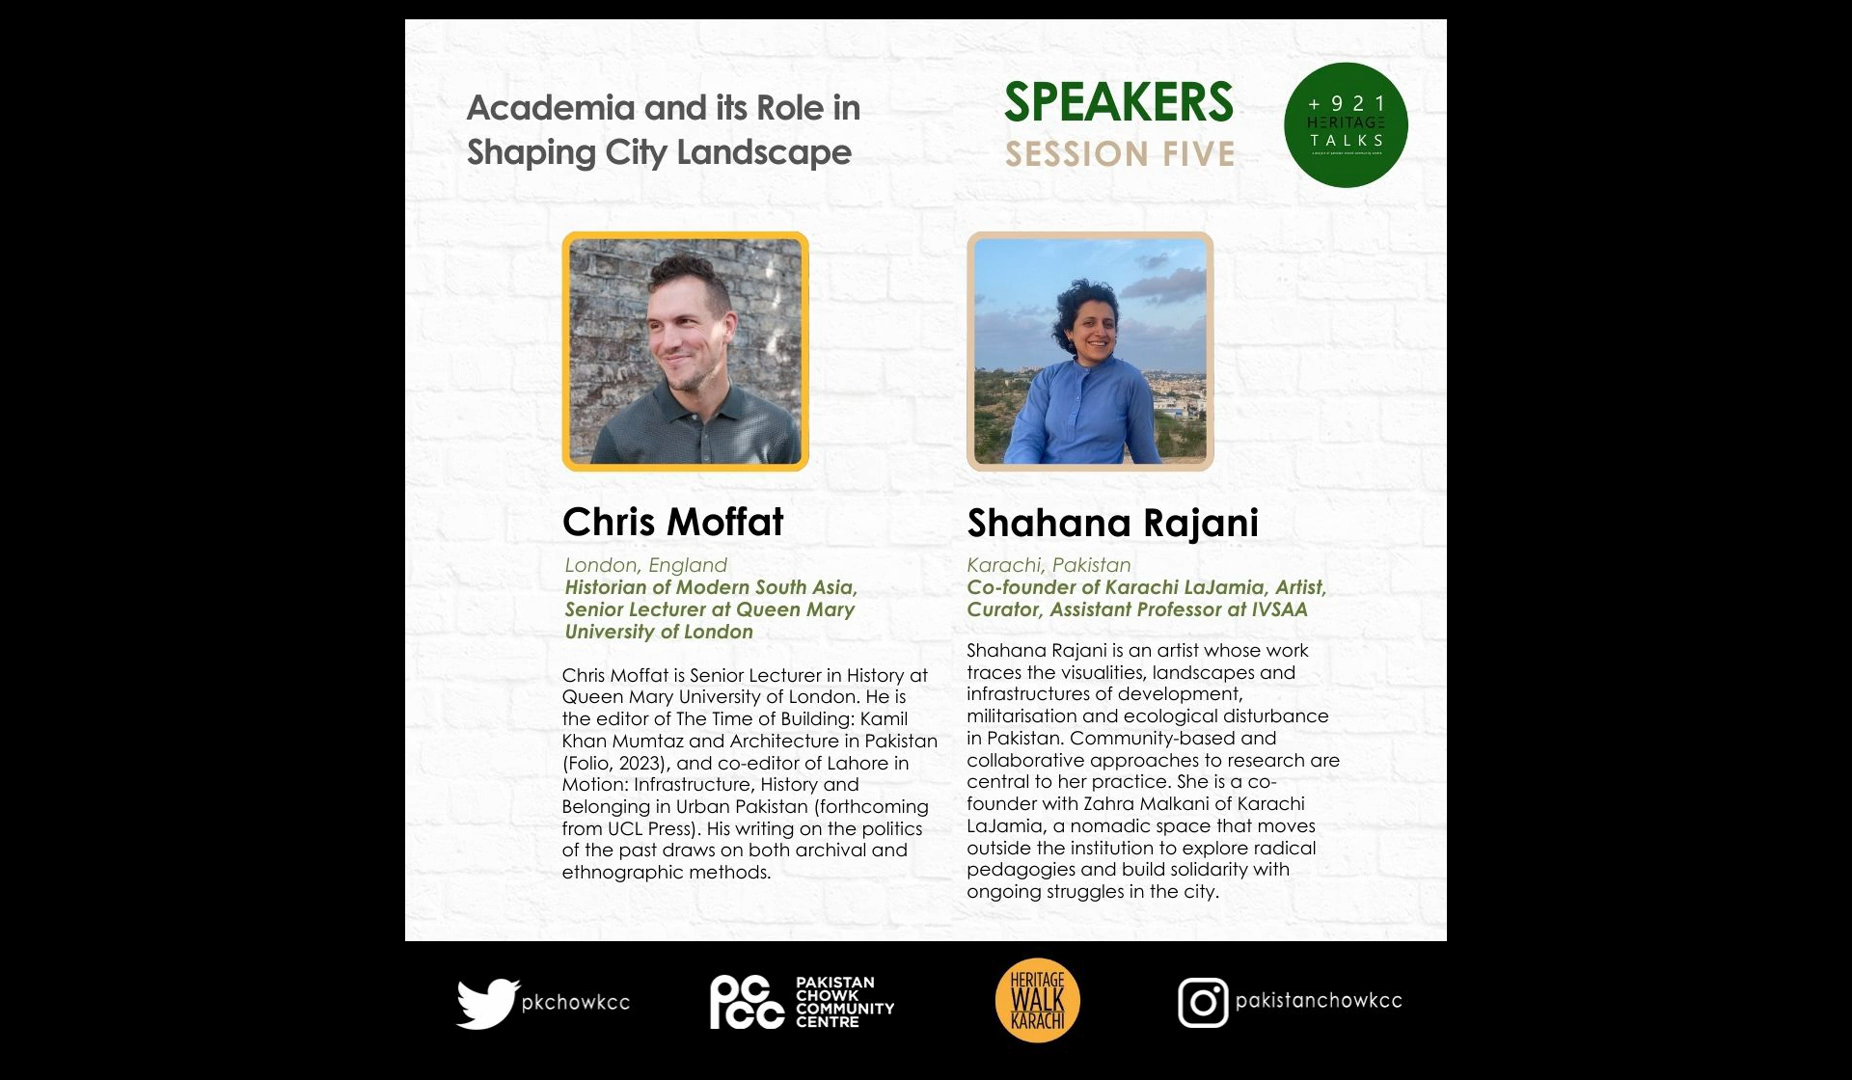 Academia and its Role in
Shaping City Landscape
SPEAKERS
SESSION FIVE
+921
HERITAGE
TALKS
Chris Moffat
London, England
Historian of Modern South Asia,
Senior Lecturer at Queen Mary
University of London
Chris Moffat is Senior Lecturer in History at
Queen Mary University of London. He is
the editor of The Time of Building: Kamil
Khan Mumtaz and Architecture in Pakistan
(Folio, 2023), and co-editor of Lahore in
Motion: Infrastructure, History and
Belonging in Urban Pakistan (forthcoming
from UCL Press). His writing on the politics
of the past draws on both archival and
ethnographic methods.
Shahana Rajani
Karachi, Pakistan
Co-founder of Karachi LaJamia, Artist,
Curator, Assistant Professor at IVSAA
Shahana Rajani is an artist whose work
traces the visualities, landscapes and
infrastructures of development,
militarisation and ecological disturbance
in Pakistan. Community-based and
collaborative approaches to research are
central to her practice. She is a co-
founder with Zahra Malkani of Karachi
LaJamia, a nomadic space that moves
outside the institution to explore radical
pedagogies and build solidarity with
ongoing struggles in the city.
pkchowkcc
pc
cc
PAKISTAN
CHOWK
COMMUNITY
CENTRE
HERITAGE
WALK
KARACHI
pakistanchowkcc